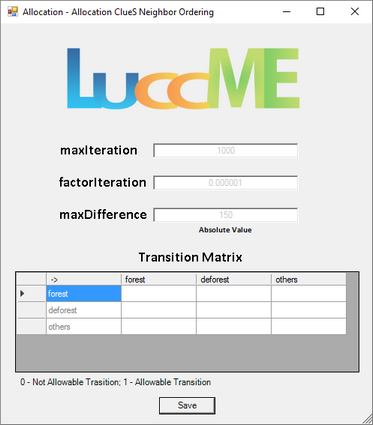 Allocation - Allocation ClueS Neighbor Ordering
LuccME
maxIteration 1000
factorIteration 0.000001
maxDifference 150
Absolute Value
Transition Matrix
-> forest deforest others
forest
deforest
others
0 - Not Allowable Trasition; 1 - Allowable Transition
Save